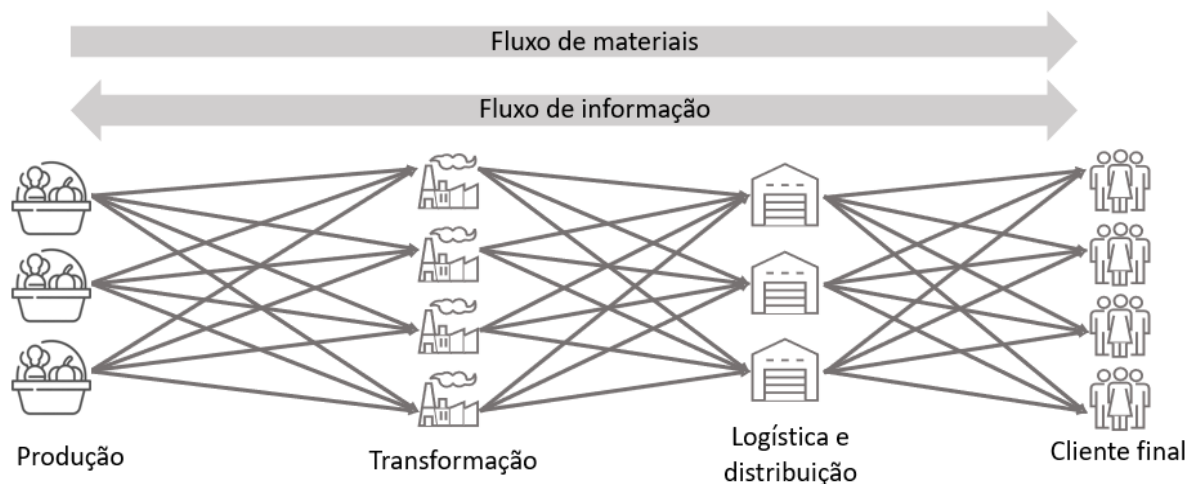 Fluxo de materiais
Fluxo de informação
Produção
Transformação
Logística e
distribuição
Cliente final